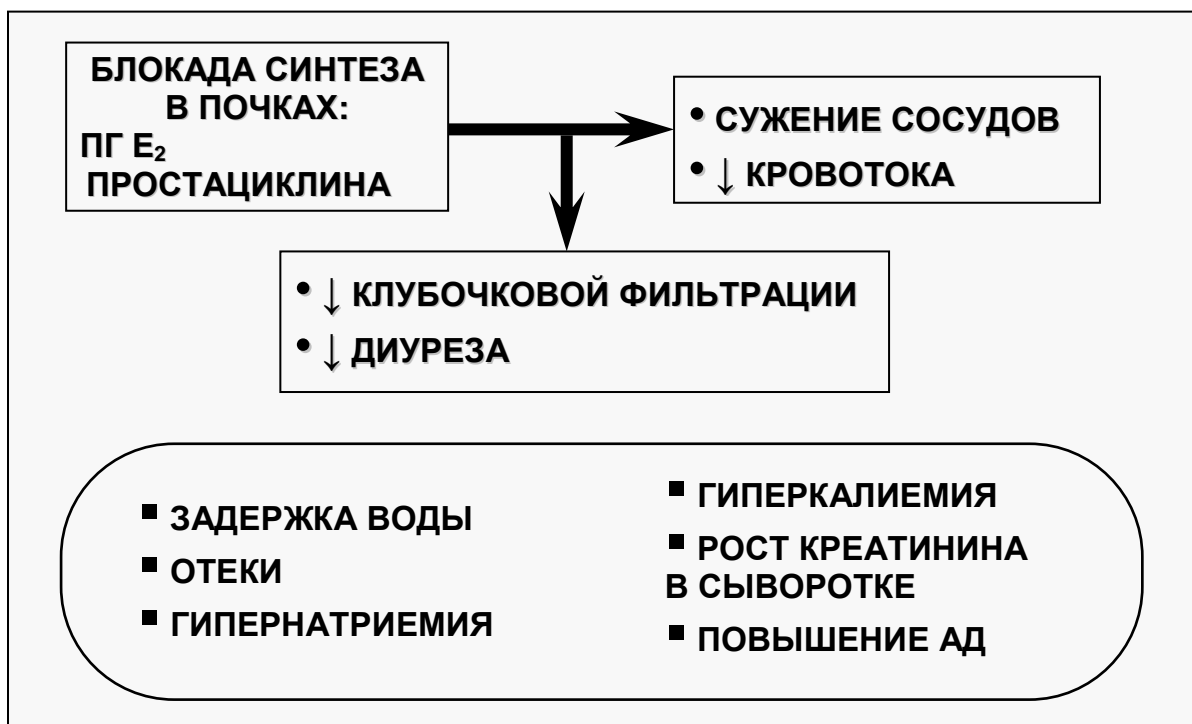 БЛОКАДА СИНТЕЗА
В ПОЧКАХ:
ПГ Е₂
ПРОСТАЦИКЛИНА
• СУЖЕНИЕ СОСУДОВ
• ↓ КРОВОТОКА
• ↓ КЛУБОЧКОВОЙ ФИЛЬТРАЦИИ
• ↓ ДИУРЕЗА
▪ ЗАДЕРЖКА ВОДЫ
▪ ОТЕКИ
▪ ГИПЕРНАТРИЕМИЯ
▪ ГИПЕРКАЛИЕМИЯ
▪ РОСТ КРЕАТИНИНА
В СЫВОРОТКЕ
▪ ПОВЫШЕНИЕ АД